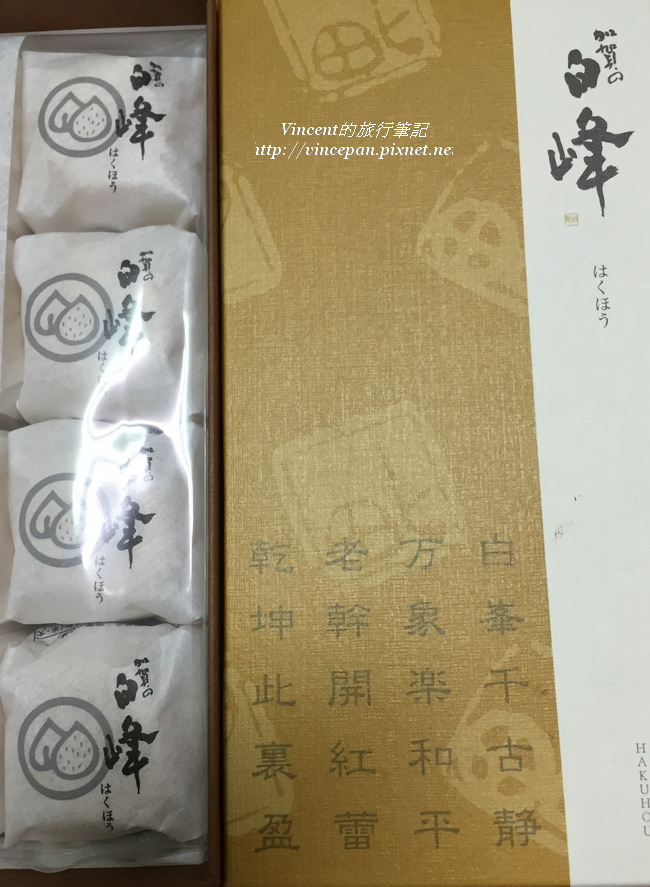 加賀の
白峰
はくほう
加賀の
白峰
はくほう
白峰
はくほう
加賀の
白峰
はくほう
Vincent的旅行筆記
http://vincepan.pixnet.ne
加賀の
白峰
はくほう
白峯千古静
万象楽和平
老幹開紅蕾
乾坤此裏盈
HAKUHOU